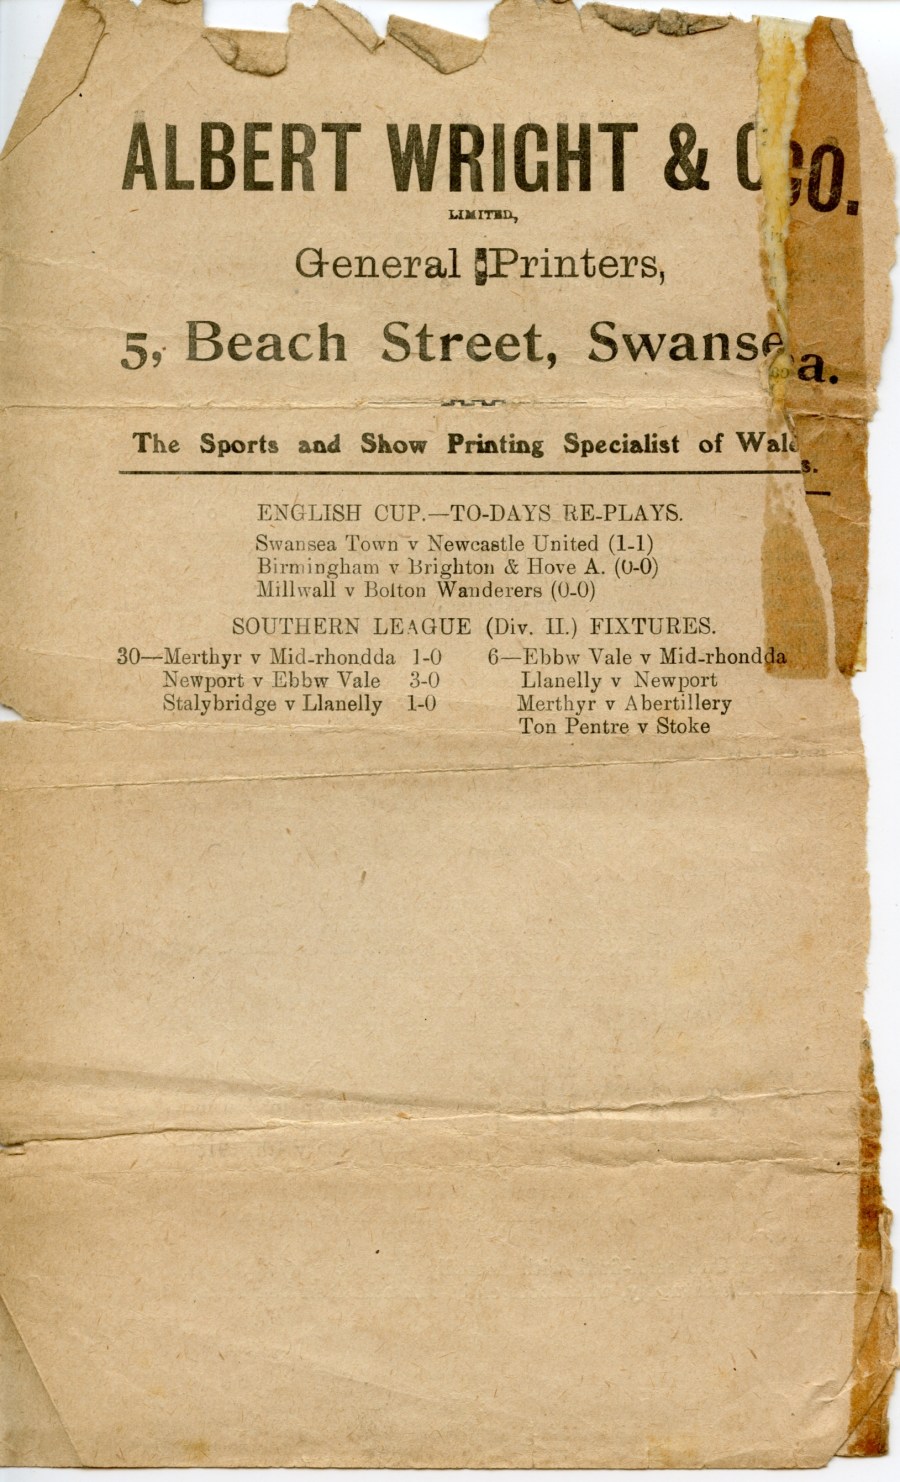 ALBERT WRIGHT & CO.
LIMITED,
General Printers,
5, Beach Street, Swansea.
The Sports and Show Printing Specialist of Wales.
ENGLISH CUP.—TO-DAYS RE-PLAYS.
Swansea Town v Newcastle United (1-1)
Birmingham v Brighton & Hove A. (0-0)
Millwall v Bolton Wanderers (0-0)
SOUTHERN LEAGUE (Div. II.) FIXTURES.
30—Merthyr v Mid-rhondda 1-0
Newport v Ebbw Vale 3-0
Stalybridge v Llanelly 1-0
6—Ebbw Vale v Mid-rhondda
Llanelly v Newport
Merthyr v Abertillery
Ton Pentre v Stoke